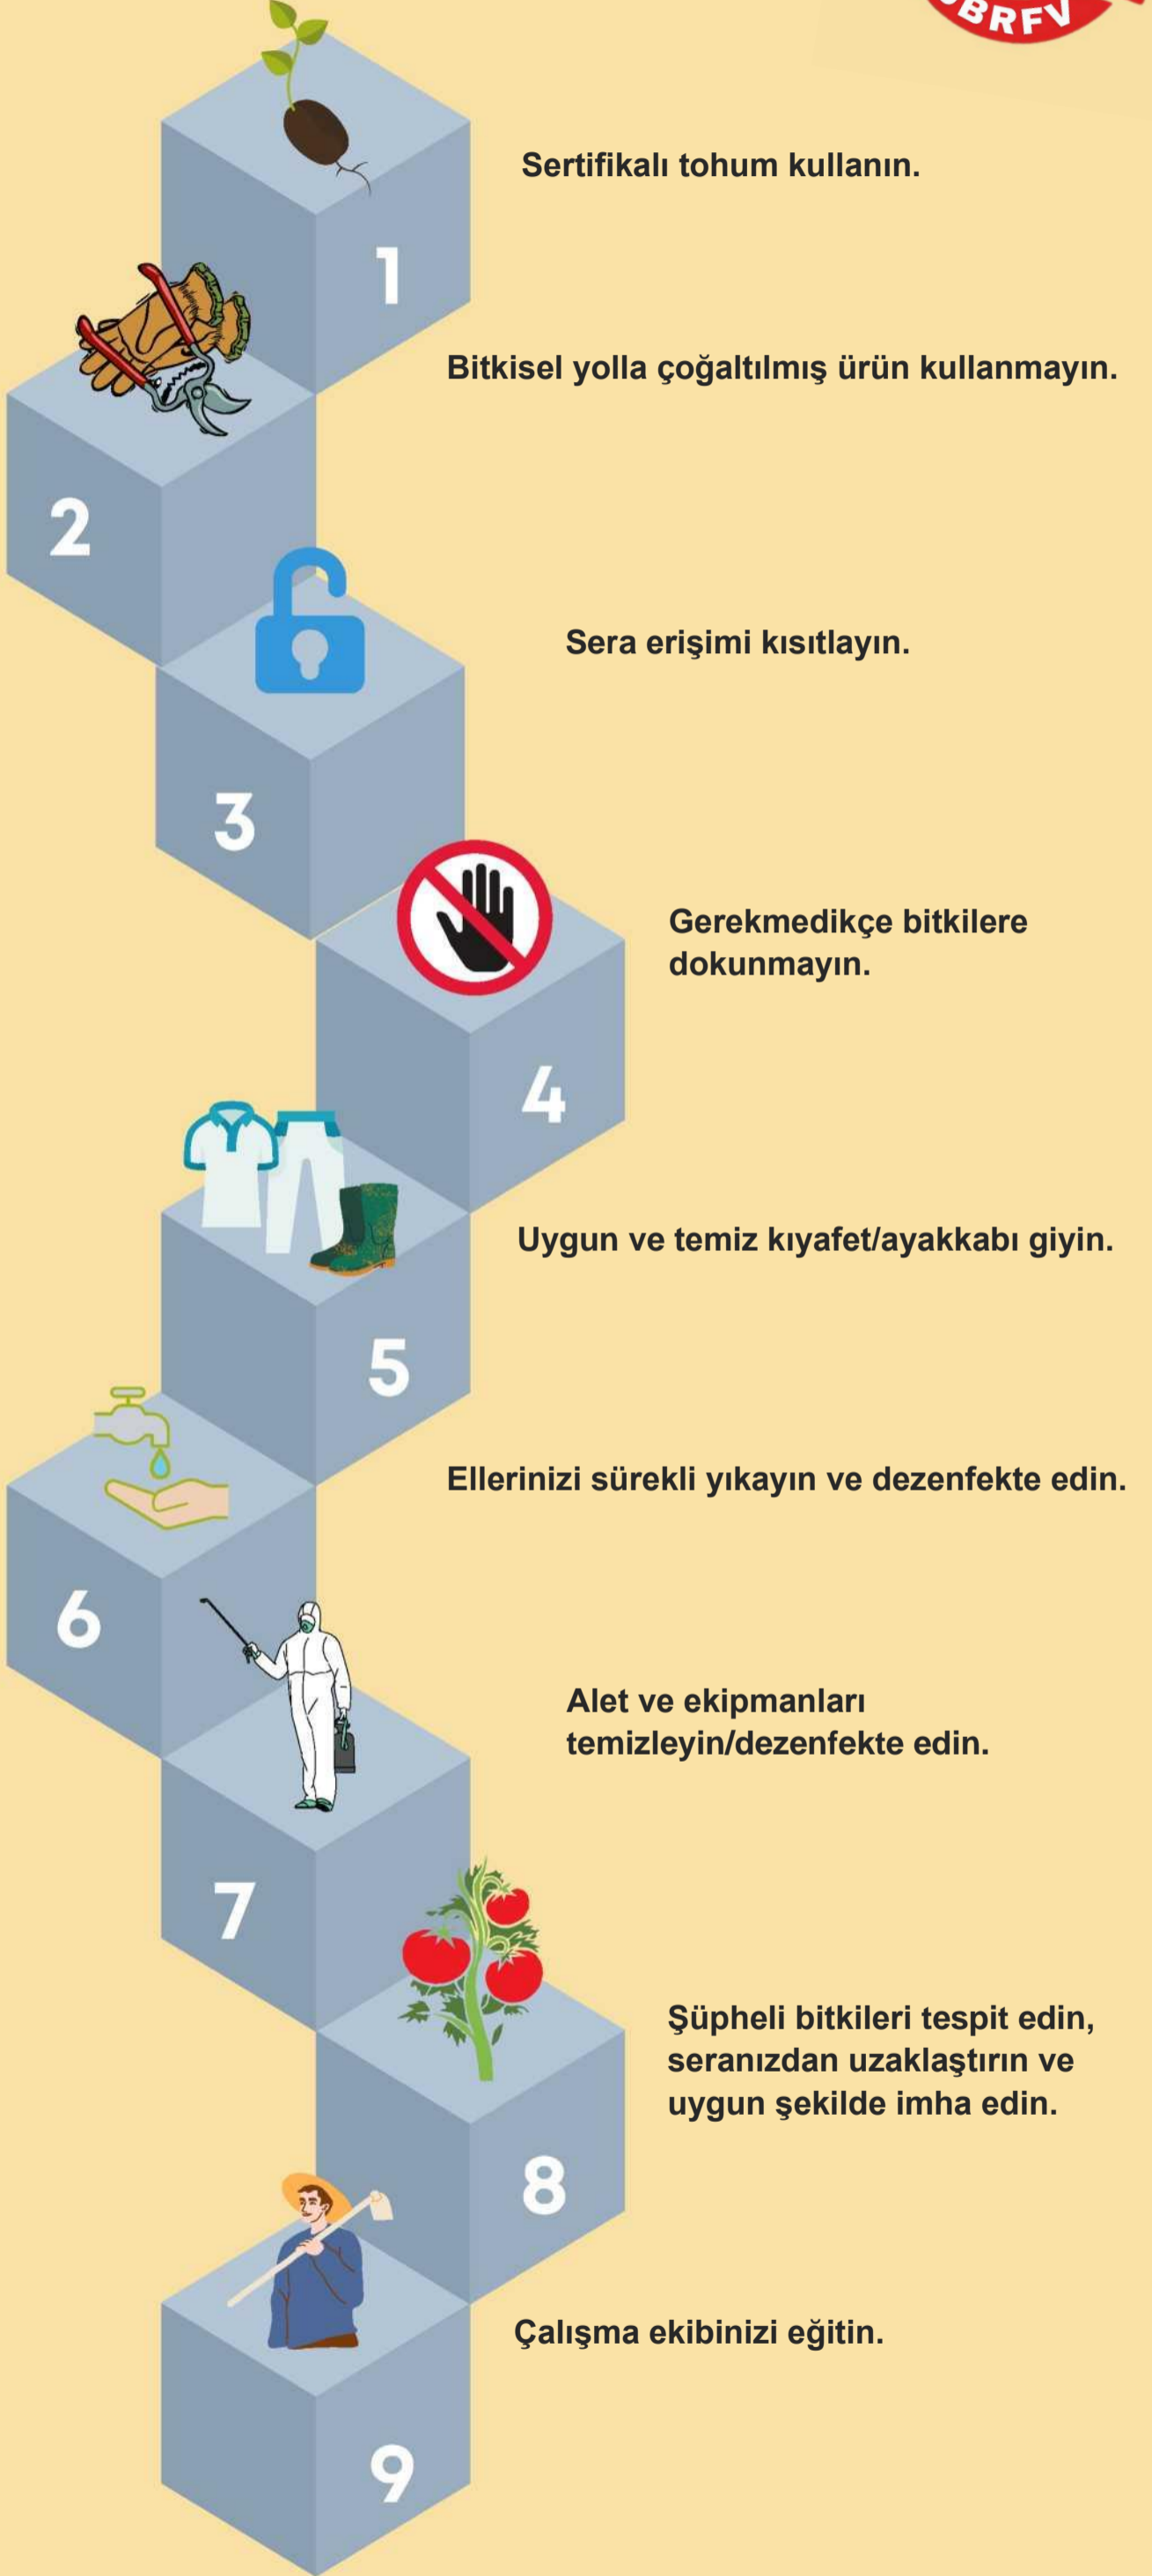 BRFV
Sertifikalı tohum kullanın.
1
Bitkisel yolla çoğaltılmış ürün kullanmayın.
2
Sera erişimi kısıtlayın.
3
Gerekmedikçe bitkilere
dokunmayın.
4
Uygun ve temiz kıyafet/ayakkabı giyin.
5
Ellerinizi sürekli yıkayın ve dezenfekte edin.
6
Alet ve ekipmanları
temizleyin/dezenfekte edin.
7
Şüpheli bitkileri tespit edin,
seranızdan uzaklaştırın ve
uygun şekilde imha edin.
8
Çalışma ekibinizi eğitin.
9